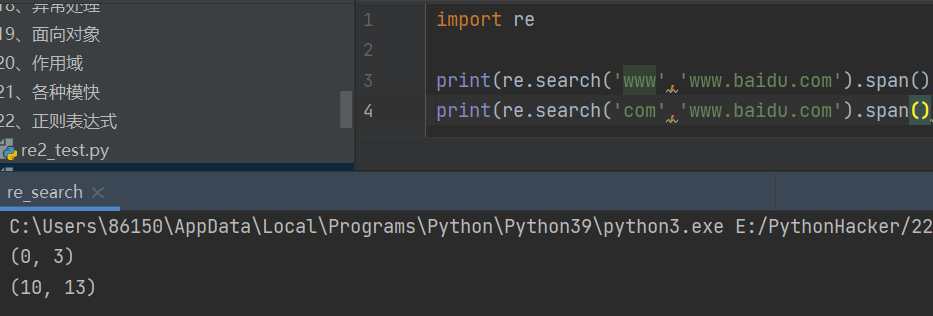 18、异常处理
19、面向对象
20、作用域
21、各种模快
22、正则表达式
re2_test.py
1 import re
2
3 print(re.search('www','www.baidu.com').span()
4 print(re.search('com','www.baidu.com').span()
re_search
C:\Users\86150\AppData\Local\Programs\Python\Python39\python3.exe E:/PythonHacker/22
(0, 3)
(10, 13)